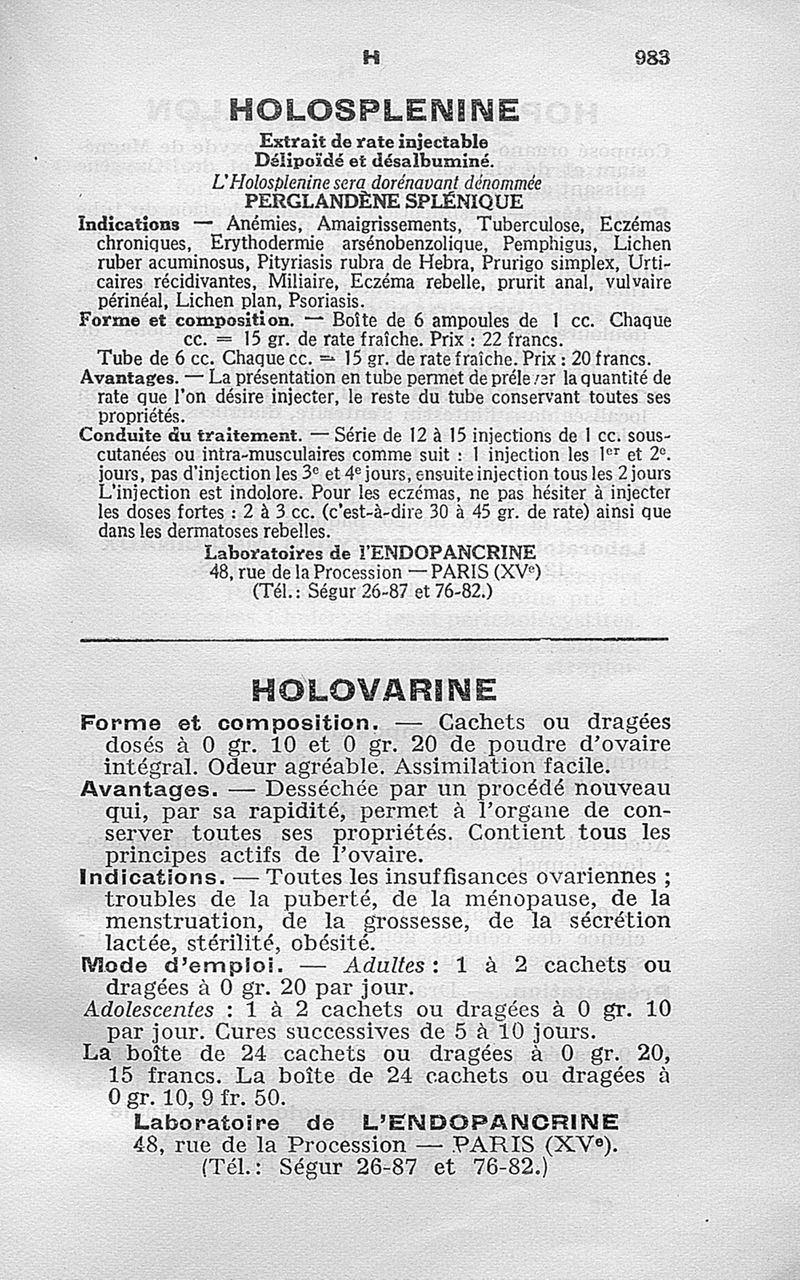 H 983
HOLOSPLENINE
Extrait de rate injectable
Délipoïdé et désalbuminé.
L'Holosplenine sera dorénavant dénommée
PERGLANDÈNE SPLÉNIQUE
Indications — Anémies, Amaigrissements, Tuberculose, Eczémas
chroniques, Erythodermie arsénobenzolique, Pemphigus, Lichen
ruber acuminosus, Pityriasis rubra de Hebra, Prurigo simplex, Urti-
caires récidivantes, Miliaire, Eczéma rebelle, prurit anal, vulvaire
périnéal, Lichen plan, Psoriasis.
Forme et composition. — Boîte de 6 ampoules de 1 cc. Chaque
cc. = 15 gr. de rate fraîche. Prix : 22 francs.
Tube de 6 cc. Chaque cc. = 15 gr. de rate fraîche. Prix : 20 francs.
Avantages. — La présentation en tube permet de prélever la quantité de
rate que l'on désire injecter, le reste du tube conservant toutes ses
propriétés.
Conduite du traitement. — Série de 12 à 15 injections de 1 cc. sous-
cutanées ou intra-musculaires comme suit : 1 injection les 1er et 2e.
jours, pas d'injection les 3e et 4e jours, ensuite injection tous les 2 jours
L'injection est indolore. Pour les eczémas, ne pas hésiter à injecter
les doses fortes : 2 à 3 cc. (c'est-à-dire 30 à 45 gr. de rate) ainsi que
dans les dermatoses rebelles.
Laboratoires de l'ENDOPANCRINE
48, rue de la Procession — PARIS (XVe)
(Tél. : Ségur 26-87 et 76-82.)
HOLOVARINE
Forme et composition. — Cachets ou dragées
dosés à 0 gr. 10 et 0 gr. 20 de poudre d'ovaire
intégral. Odeur agréable. Assimilation facile.
Avantages. — Desséchée par un procédé nouveau
qui, par sa rapidité, permet à l'organe de con-
server toutes ses propriétés. Contient tous les
principes actifs de l'ovaire.
Indications. — Toutes les insuffisances ovariennes ;
troubles de la puberté, de la ménopause, de la
menstruation, de la grossesse, de la sécrétion
lactée, stérilité, obésité.
Mode d'emploi. — Adultes : 1 à 2 cachets ou
dragées à 0 gr. 20 par jour.
Adolescentes : 1 à 2 cachets ou dragées à 0 gr. 10
par jour. Cures successives de 5 à 10 jours.
La boîte de 24 cachets ou dragées à 0 gr. 20,
15 francs. La boîte de 24 cachets ou dragées à
0 gr. 10, 9 fr. 50.
Laboratoire de L'ENDOPANCRINE
48, rue de la Procession — PARIS (XVe).
(Tél. : Ségur 26-87 et 76-82.)